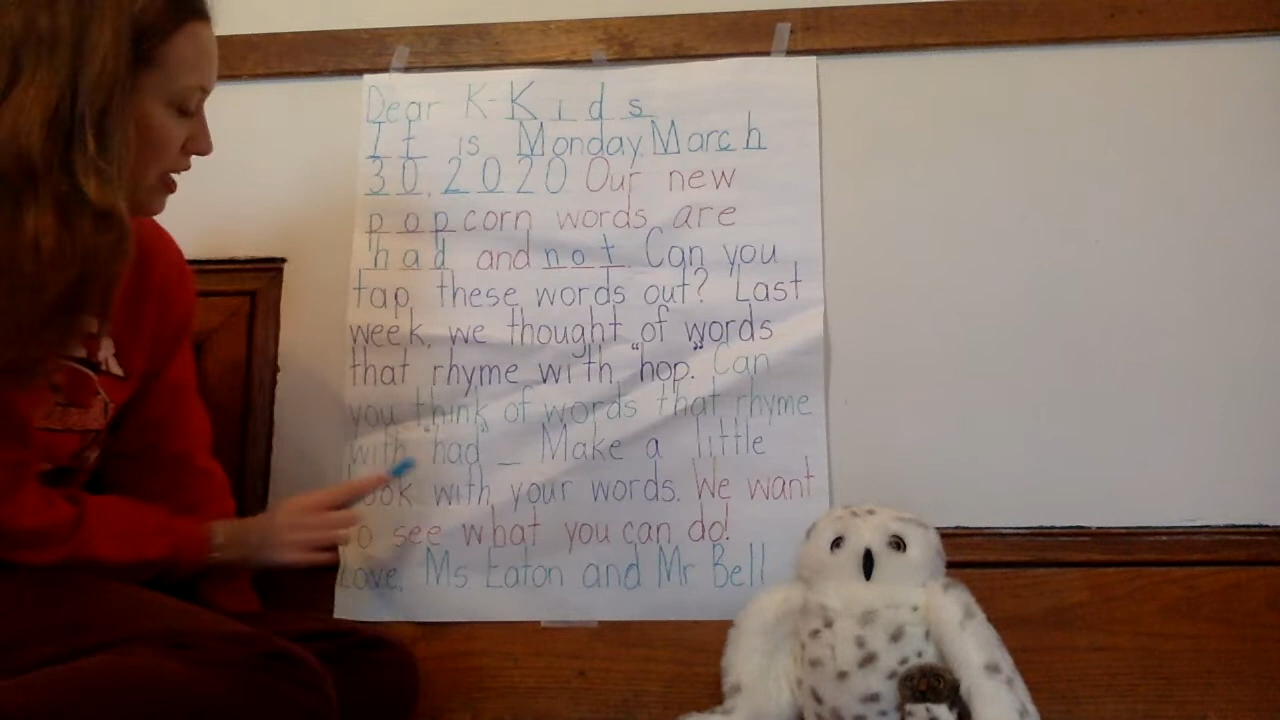 Dear K-Kids
It is Monday, March
30, 2020 Our new
popcorn words are
had and not. Can you
tap these words out? Last
week, we thought of words
that rhyme with "hop." Can
you think of words that rhyme
with "had" _ Make a little
book with your words. We want
to see what you can do!
Love, Ms. Eaton and Mr Bell